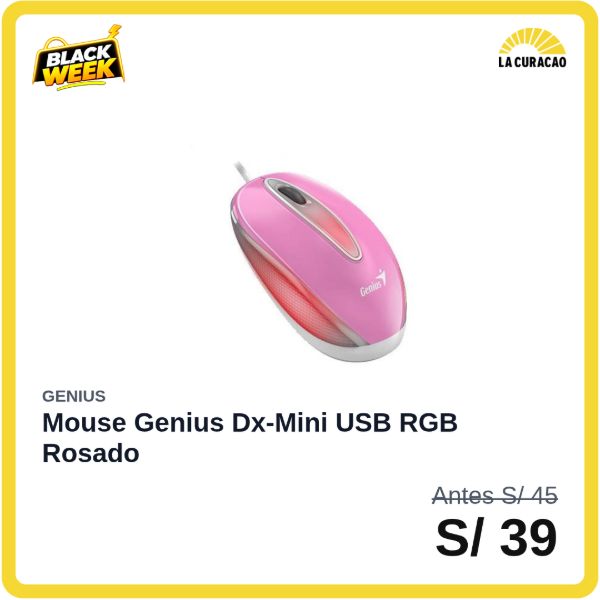 BLACK
WEEK
LA CURACAO
Genius
GENIUS
Mouse Genius Dx-Mini USB RGB
Rosado
Antes S/ 45
S/ 39